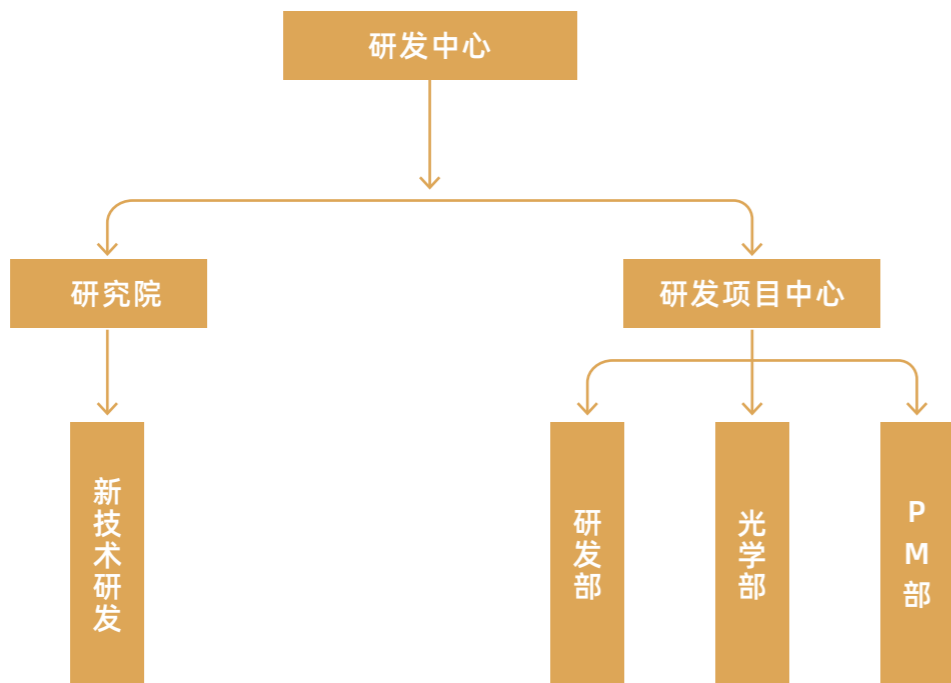 研发中心
研究院
研发项目中心
新技术研发
研发部
光学部
PM部